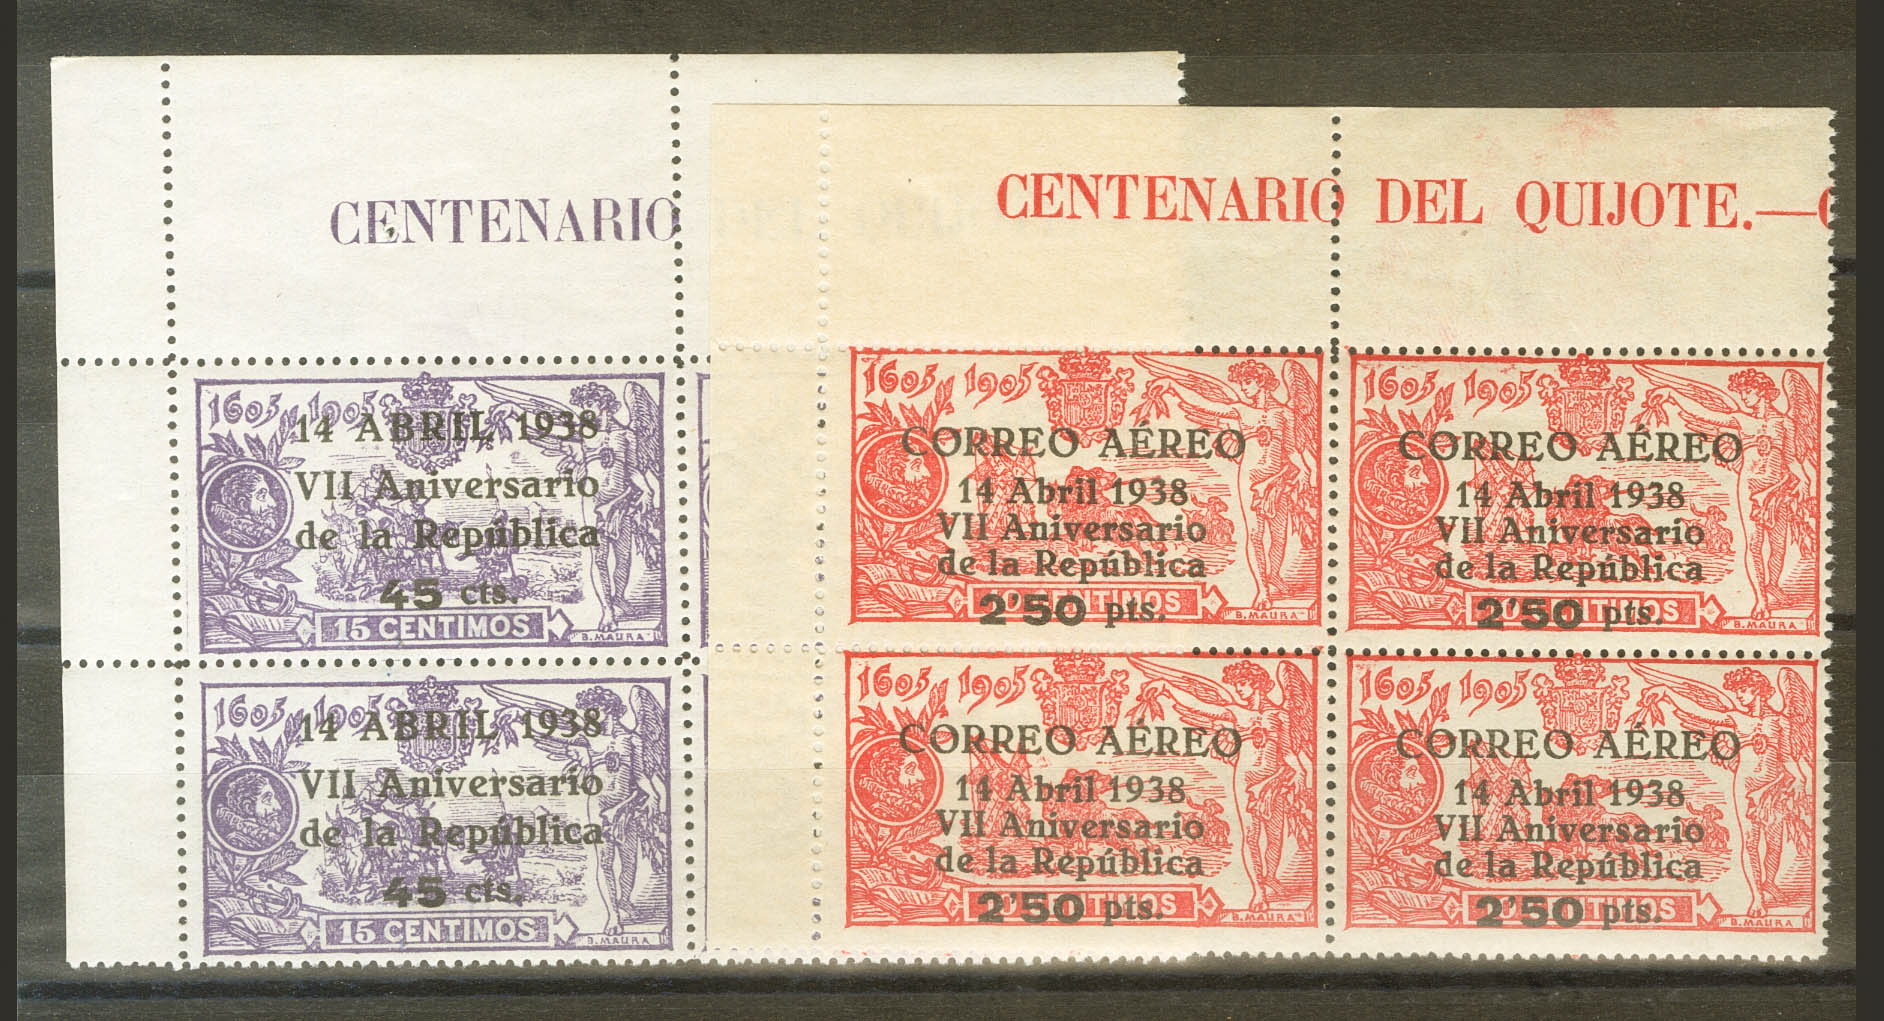 CENTENARIO
1605 1905
14 ABRIL 1938
VII Aniversario
de la República
45 cts.
15 CENTIMOS
B. MAURA
1605 1905
14 ABRIL 1938
VII Aniversario
de la República
45 cts.
15 CENTIMOS
B. MAURA
CENTENARIO DEL QUIJOTE.—
1605 1905
CORREO AÉREO
14 Abril 1938
VII Aniversario
de la República
2'50 pts.
B. MAURA
1605 1905
CORREO AÉREO
14 Abril 1938
VII Aniversario
de la República
2'50 pts.
B. MAURA
1605 1905
CORREO AÉREO
14 Abril 1938
VII Aniversario
de la República
2'50 pts.
B. MAURA
1605 1905
CORREO AÉREO
14 Abril 1938
VII Aniversario
de la República
2'50 pts.
B. MAURA